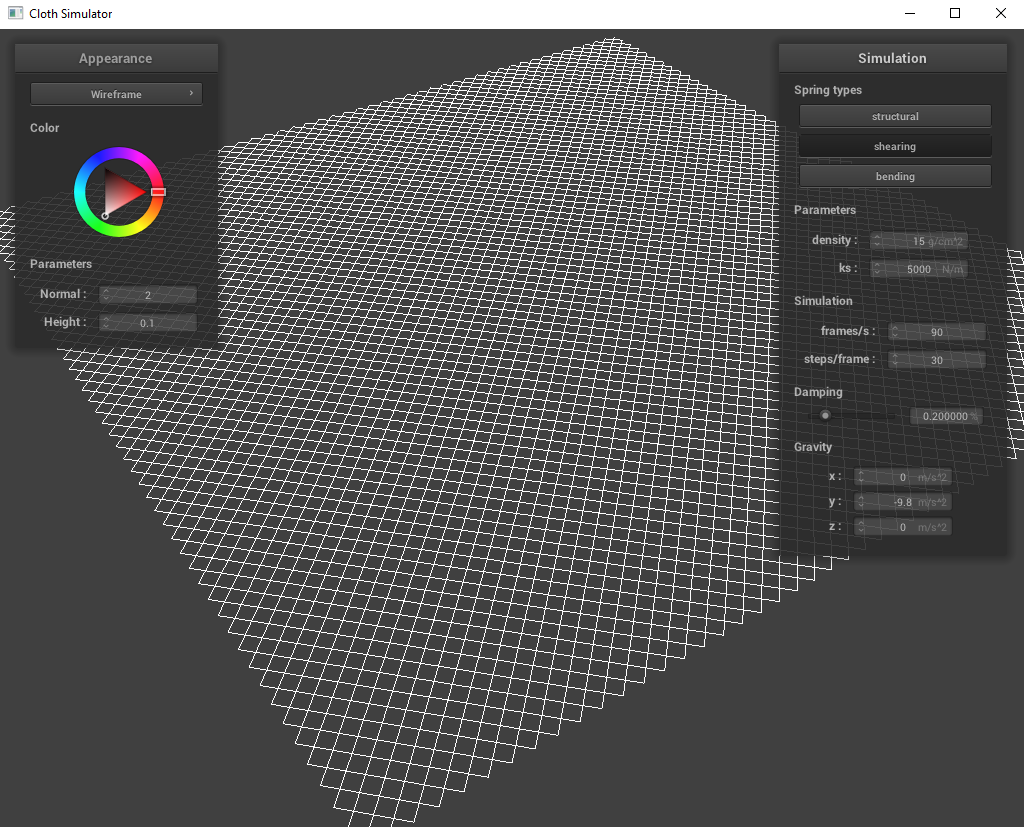 Cloth Simulator
Appearance
Wireframe ›
Color
Parameters
Normal : 2
Height : 0.1
Simulation
Spring types
structural
shearing
bending
Parameters
density : 15 g/cm^2
ks : 5000 N/m
Simulation
frames/s : 90
steps/frame : 30
Damping
0.200000 %
Gravity
x : 0 m/s^2
y : -9.8 m/s^2
z : 0 m/s^2